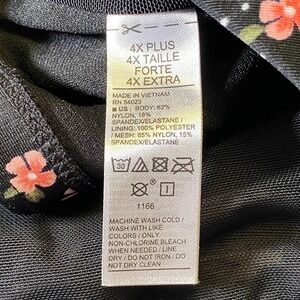 4X PLUS
4X TAILLE
FORTE
4X EXTRA
MADE IN VIETNAM
RN 54023
■ US : BODY: 82%
NYLON, 18%
SPANDEX/ELASTANE /
LINING: 100% POLYESTER
/ MESH: 85% NYLON, 15%
SPANDEX/ELASTANE
30
1166
MACHINE WASH COLD /
WASH WITH LIKE
COLORS / ONLY
NON-CHLORINE BLEACH
WHEN NEEDED / LINE
DRY / DO NOT IRON / DO
NOT DRY CLEAN